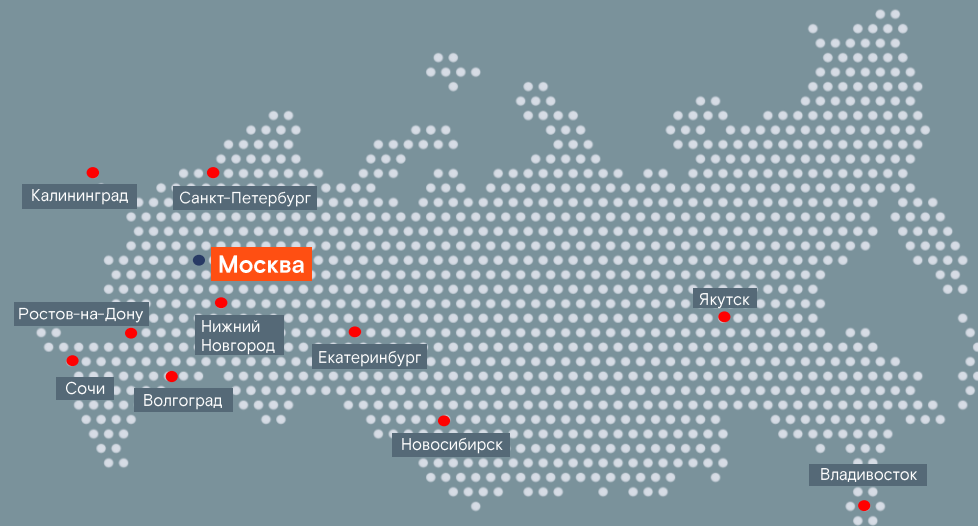 Калининград
Санкт-Петербург
Москва
Якутск
Ростов-на-Дону
Нижний
Новгород
Екатеринбург
Сочи
Волгоград
Новосибирск
Владивосток